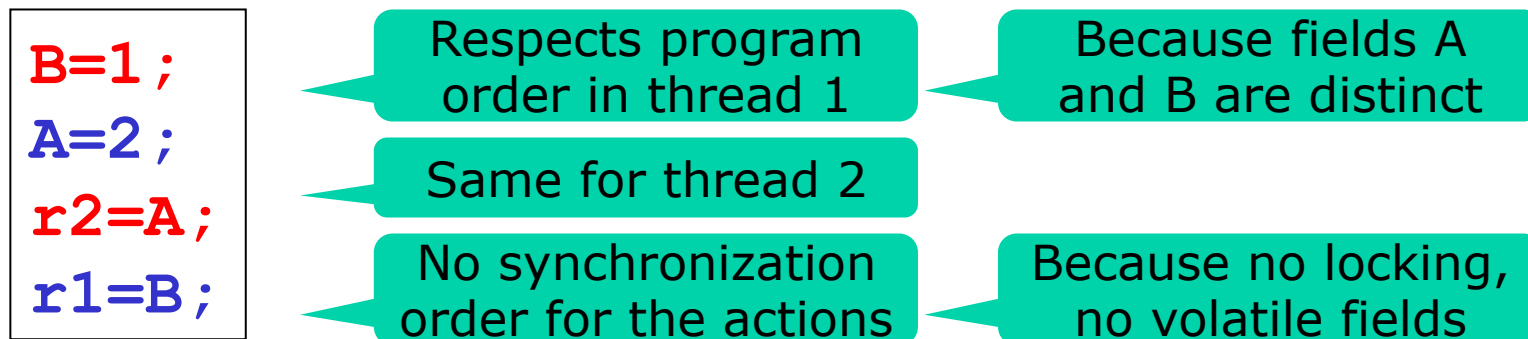 B=1;
A=2;
r2=A;
r1=B;
Respects program
order in thread 1
Because fields A
and B are distinct
Same for thread 2
No synchronization
order for the actions
Because no locking,
no volatile fields